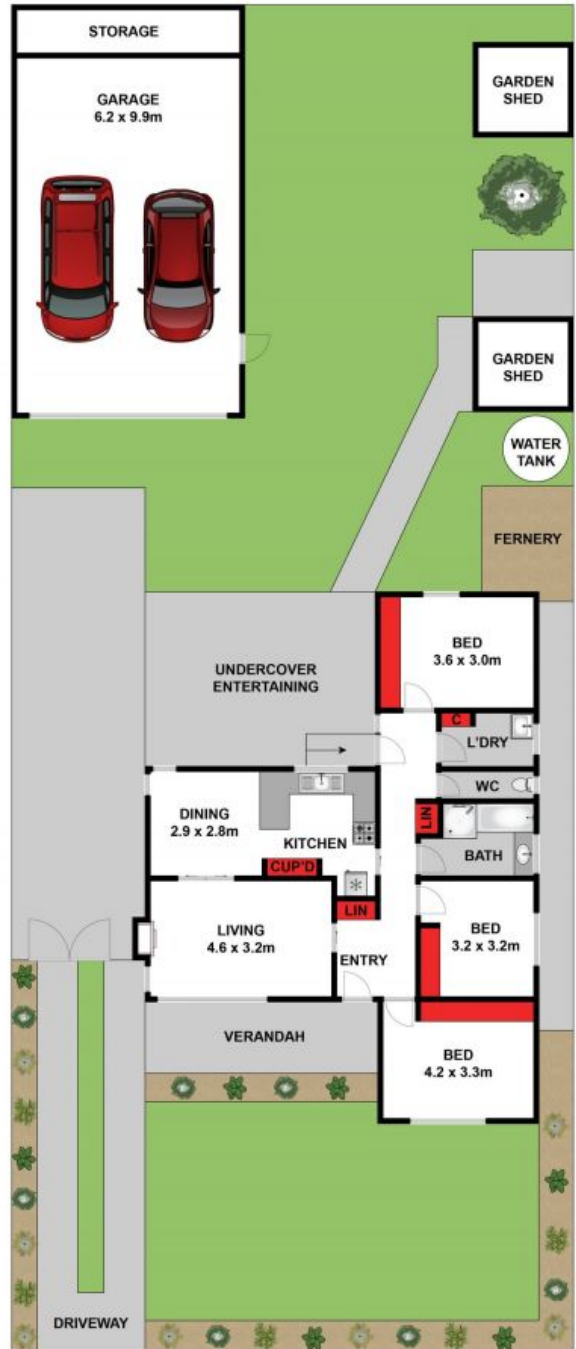 STORAGE
GARAGE
6.2 x 9.9m
GARDEN
SHED
GARDEN
SHED
WATER
TANK
FERNERY
BED
3.6 x 3.0m
UNDERCOVER
ENTERTAINING
C
L'DRY
WC
DINING
2.9 x 2.8m
KITCHEN
LIN
BATH
CUP'D
LIVING
4.6 x 3.2m
LIN
ENTRY
BED
3.2 x 3.2m
VERANDAH
BED
4.2 x 3.3m
DRIVEWAY